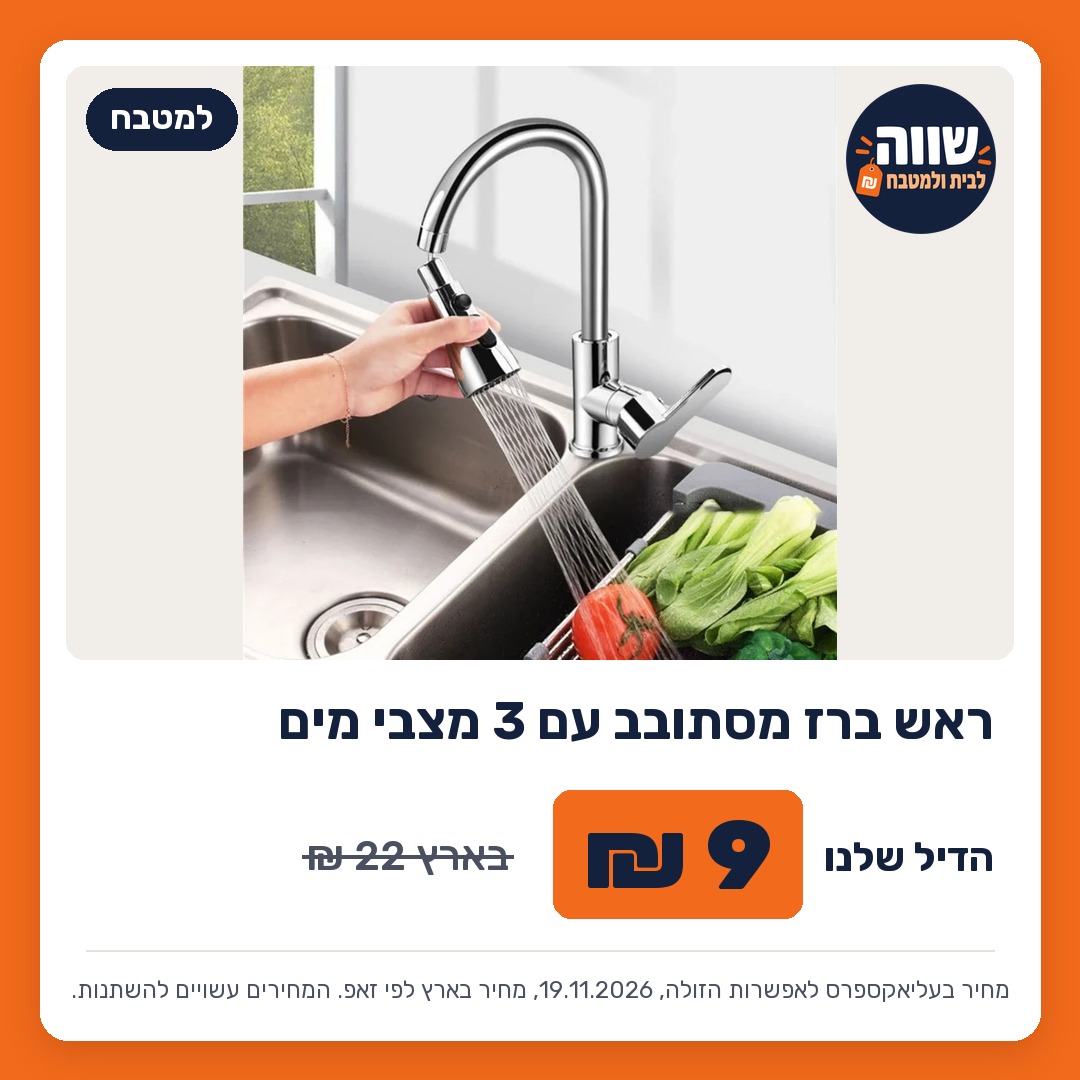 למטבח
שווה
לבית ולמטבח
₪
ראש ברז מסתובב עם 3 מצבי מים
הדיל שלנו
9 ₪
בארץ 22 ₪
מחיר בעליאקספרס לאפשרות הזולה, 19.11.2026, מחיר בארץ לפי זאפ. המחירים עשויים להשתנות.